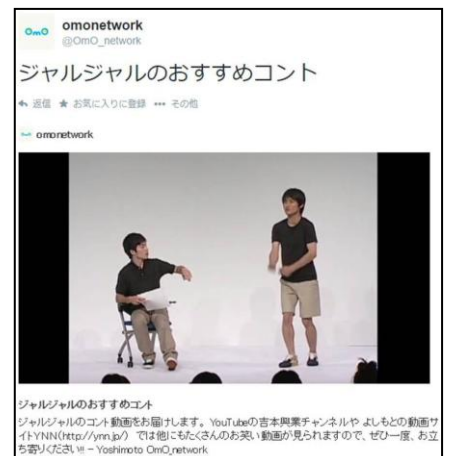 OmO
omonetwork
@OmO_network
ジャルジャルのおすすめコント
返信 ★ お気に入りに登録 ••• その他
omonetwork
ジャルジャルのおすすめコント
ジャルジャルのコント動画をお届けします。YouTubeの吉本興業チャンネルや よしもとの動画サ
イトYNN(http://ynn.jp/) では他にもたくさんのお笑い動画が見られますので、ぜひ一度、お立
ち寄りください!! – Yoshimoto OmO_network